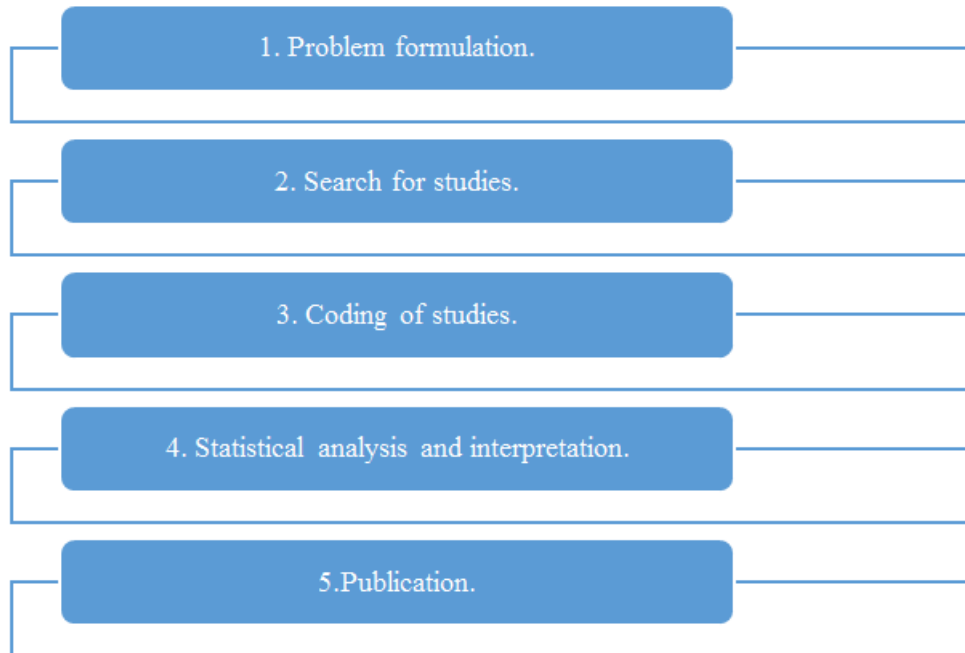 1. Problem formulation.
2. Search for studies.
3. Coding of studies.
4. Statistical analysis and interpretation.
5.Publication.